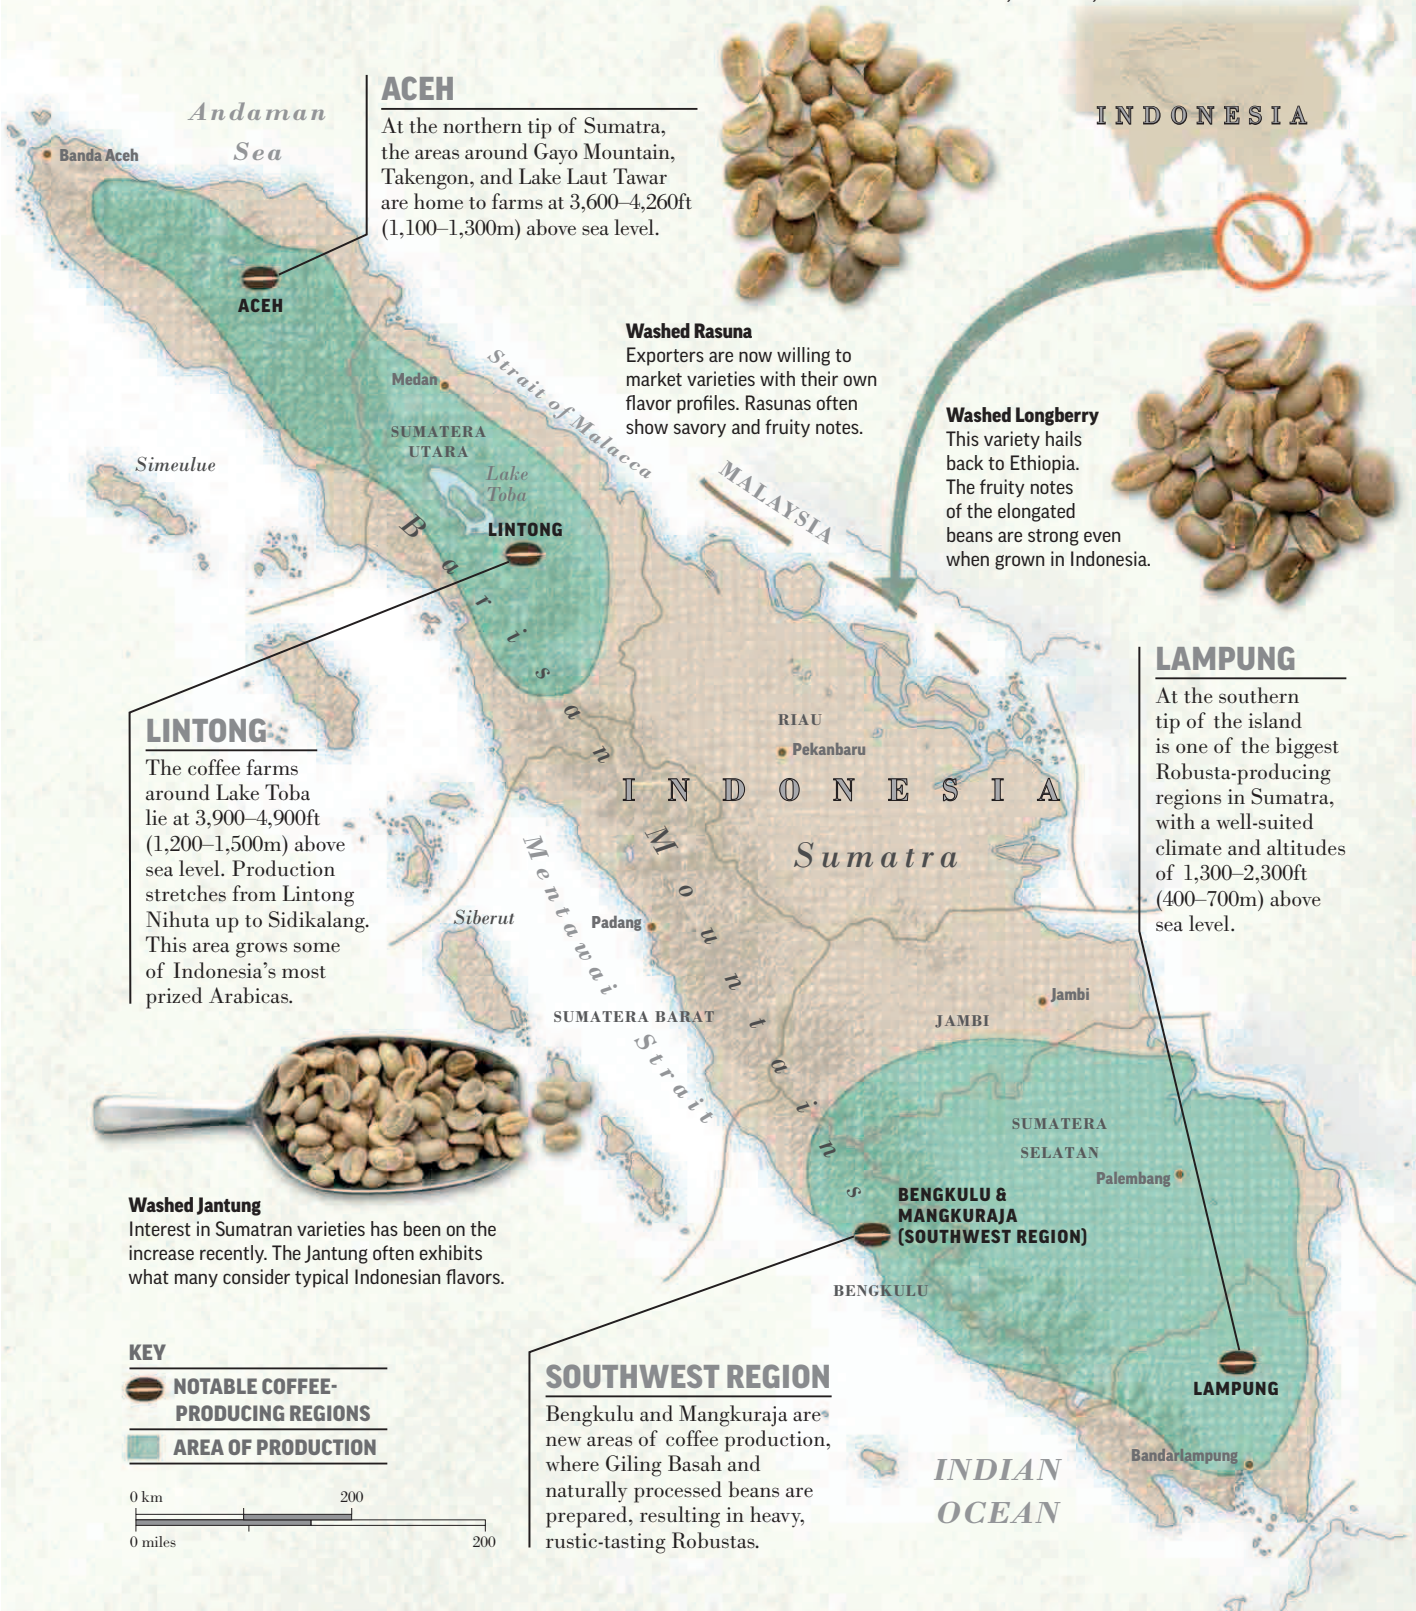 INDONESIA
ACEH
At the northern tip of Sumatra,
the areas around Gayo Mountain,
Takengon, and Lake Laut Tawar
are home to farms at 3,600–4,260ft
(1,100–1,300m) above sea level.
Andaman
Sea
Banda Aceh
ACEH
Washed Rasuna
Exporters are now willing to
market varieties with their own
flavor profiles. Rasunas often
show savory and fruity notes.
Washed Longberry
This variety hails
back to Ethiopia.
The fruity notes
of the elongated
beans are strong even
when grown in Indonesia.
Strait of Malacca
MALAYSIA
Medan
SUMATERA
UTARA
Lake
Toba
Simeulue
LINTONG
Barisan Mountains
LINTONG
The coffee farms
around Lake Toba
lie at 3,900–4,900ft
(1,200–1,500m) above
sea level. Production
stretches from Lintong
Nihuta up to Sidikalang.
This area grows some
of Indonesia's most
prized Arabicas.
LAMPUNG
At the southern
tip of the island
is one of the biggest
Robusta-producing
regions in Sumatra,
with a well-suited
climate and altitudes
of 1,300–2,300ft
(400–700m) above
sea level.
RIAU
Pekanbaru
INDONESIA
Sumatra
Mentawai Strait
Siberut
Padang
SUMATERA BARAT
Jambi
JAMBI
SUMATERA
SELATAN
Palembang
BENGKULU &
MANGKURAJA
(SOUTHWEST REGION)
BENGKULU
Washed Jantung
Interest in Sumatran varieties has been on the
increase recently. The Jantung often exhibits
what many consider typical Indonesian flavors.
KEY
NOTABLE COFFEE-
PRODUCING REGIONS
AREA OF PRODUCTION
0 km 200
0 miles 200
SOUTHWEST REGION
Bengkulu and Mangkuraja are
new areas of coffee production,
where Giling Basah and
naturally processed beans are
prepared, resulting in heavy,
rustic-tasting Robustas.
LAMPUNG
Bandarlampung
INDIAN
OCEAN